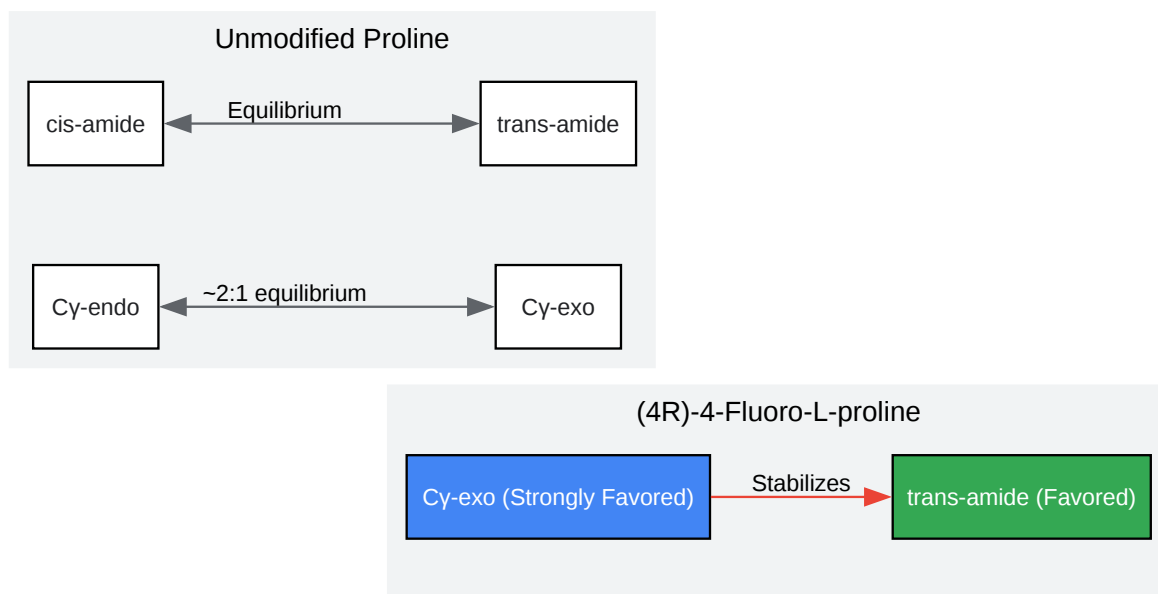 Unmodified Proline
cis-amide
Equilibrium
trans-amide
Cγ-endo
~2:1 equilibrium
Cγ-exo
(4R)-4-Fluoro-L-proline
Cγ-exo (Strongly Favored)
Stabilizes
trans-amide (Favored)